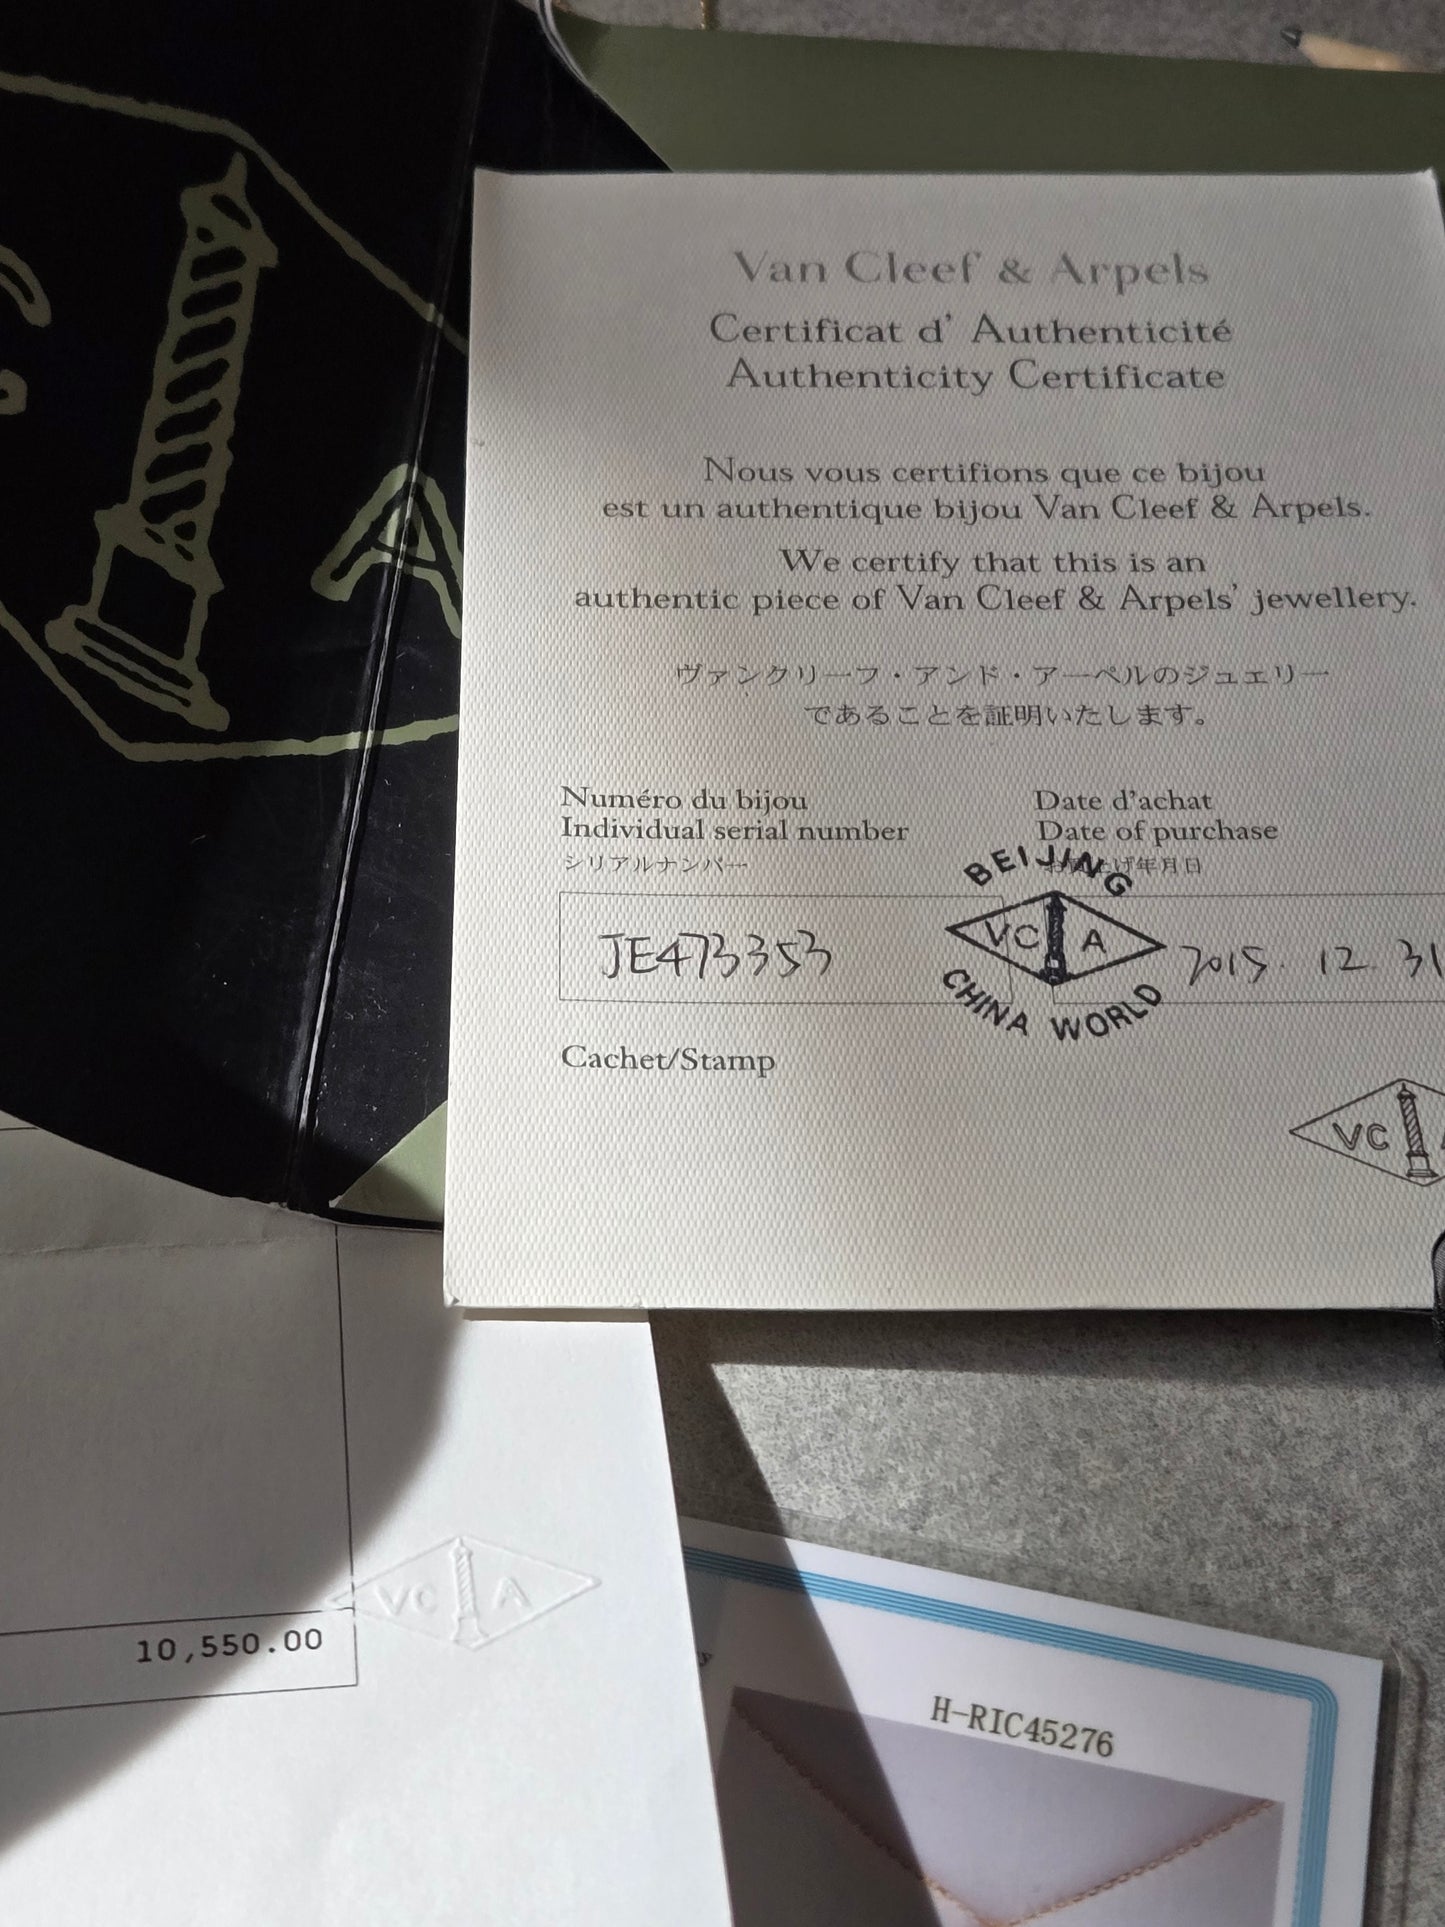 Van Cleef & Arpels
Certificat d' Authenticité
Authenticity Certificate
Nous vous certifions que ce bijou
est un authentique bijou Van Cleef & Arpels.
We certify that this is an
authentic piece of Van Cleef & Arpels' jewellery.
ヴァンクリーフ・アンド・アーペルのジュエリー
であることを証明いたします。
Numéro du bijou
Individual serial number
シリアルナンバー
Date d'achat
Date of purchase
年月日
JE473353
BEIJING
VC A
CHINA WORLD
2015. 12. 31
Cachet/Stamp
VC
A
VC A
10,550.00
H-RIC45276